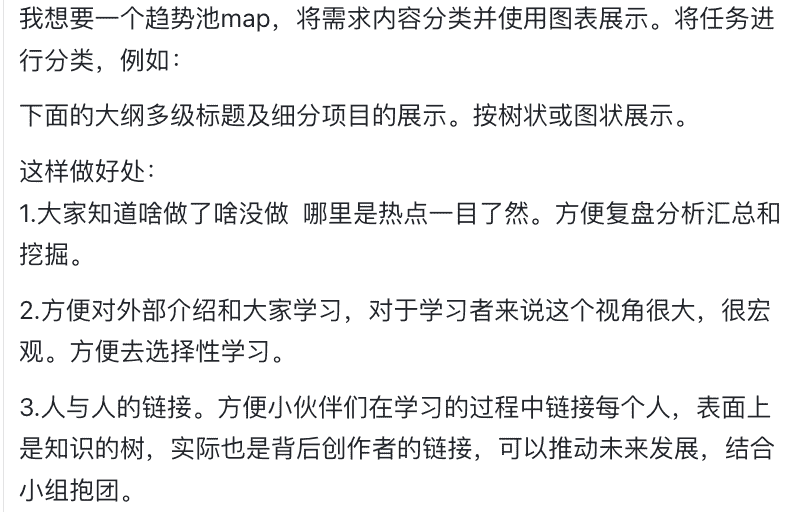 我想要一个趋势池map，将需求内容分类并使用图表展示。将任务进
行分类，例如：
下面的大纲多级标题及细分项目的展示。按树状或图状展示。
这样做好处：
1.大家知道啥做了啥没做  哪里是热点一目了然。方便复盘分析汇总和
挖掘。
2.方便对外部介绍和大家学习，对于学习者来说这个视角很大，很宏
观。方便去选择性学习。
3.人与人的链接。方便小伙伴们在学习的过程中链接每个人，表面上
是知识的树，实际也是背后创作者的链接，可以推动未来发展，结合
小组抱团。